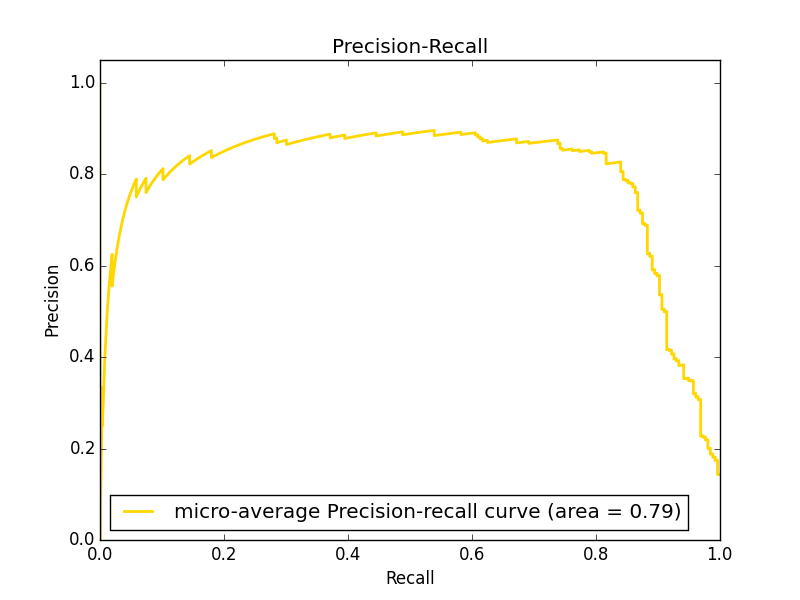 Precision-Recall
1.0
0.8
0.6
0.4
0.2
0.0
Precision
micro-average Precision-recall curve (area = 0.79)
0.0 0.2 0.4 0.6 0.8 1.0
Recall